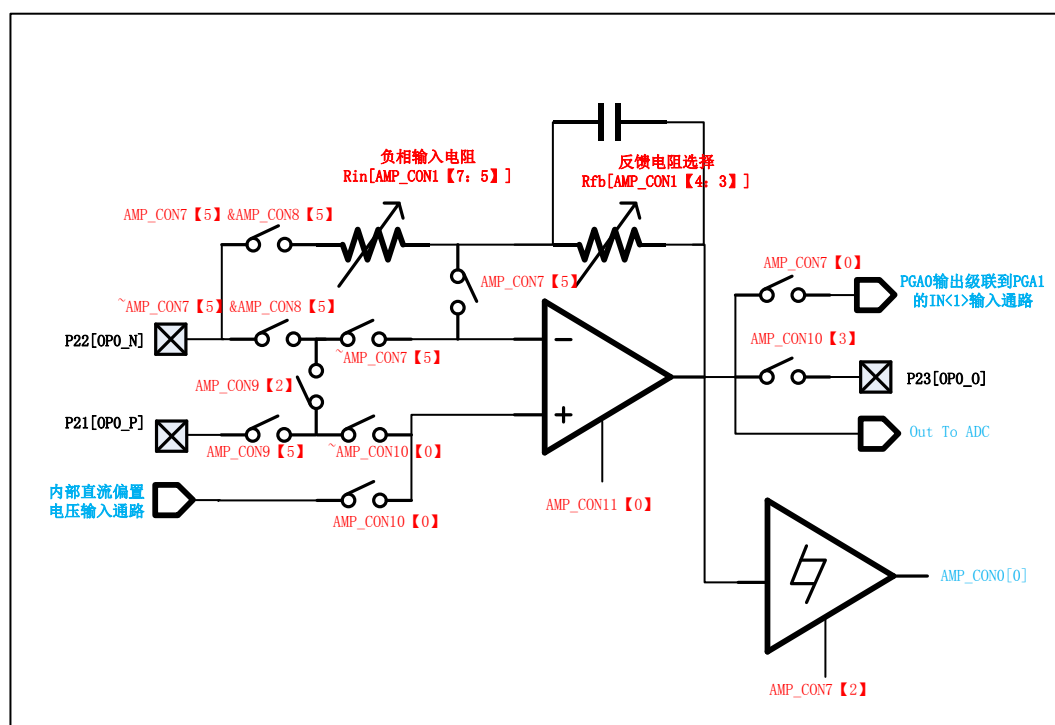 负相输入电阻
Rin[AMP_CON1【7: 5】]
反馈电阻选择
Rfb[AMP_CON1【4: 3】]
AMP_CON7【5】&AMP_CON8【5】
AMP_CON7【5】
AMP_CON7【0】
PGA0输出级联到PGA1
的IN<1>输入通路
~AMP_CON7【5】&AMP_CON8【5】
P22[OP0_N]
~AMP_CON7【5】
AMP_CON10【3】
P23[OP0_O]
AMP_CON9【2】
P21[OP0_P]
AMP_CON9【5】
~AMP_CON10【0】
Out To ADC
内部直流偏置
电压输入通路
AMP_CON10【0】
AMP_CON11【0】
AMP_CON0[0]
AMP_CON7【2】